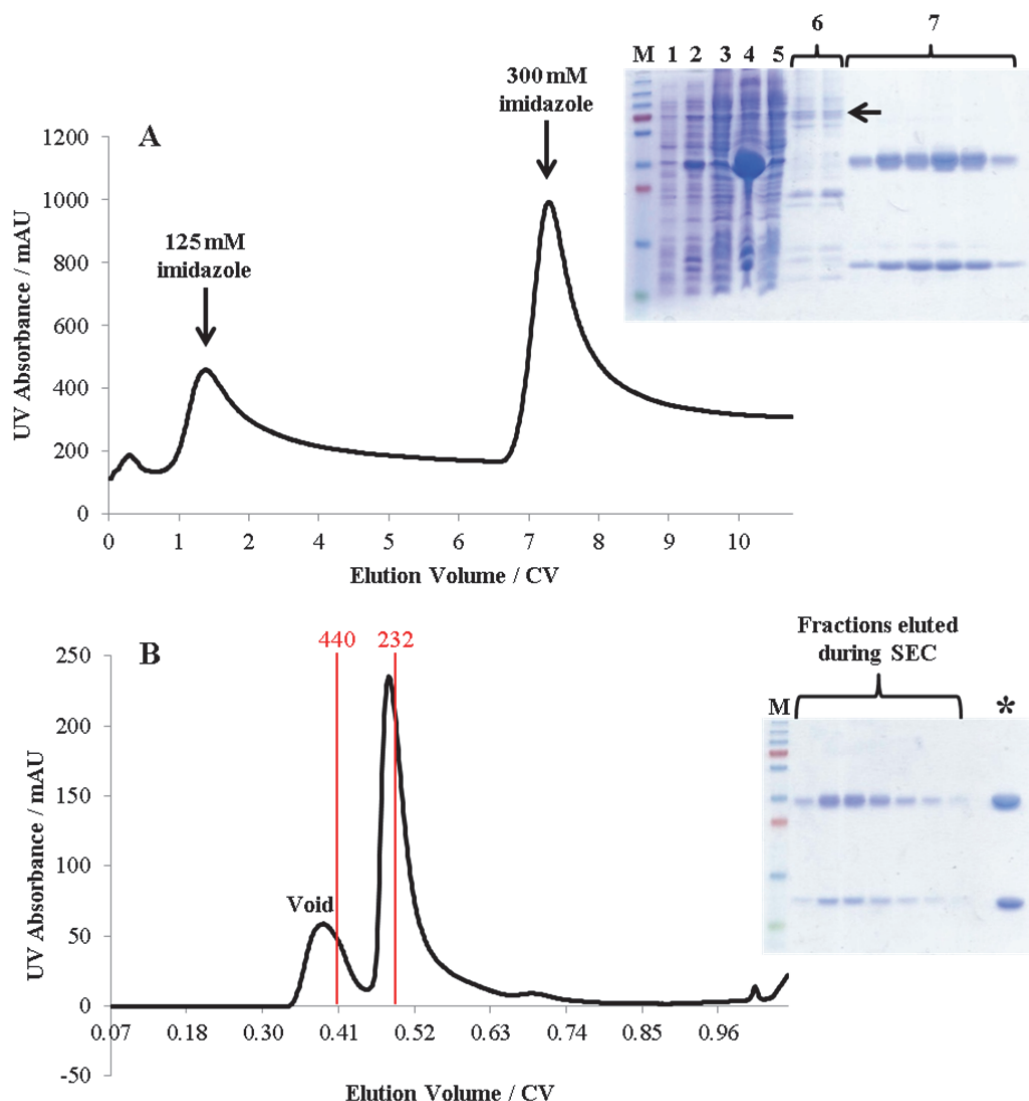 A
1200
1000
800
600
400
200
0
UV Absorbance / mAU
0 1 2 4 5 6 7 8 10
Elution Volume / CV
125 mM
imidazole
300 mM
imidazole
6 7
M 1 2 3 4 5
B
250
200
150
100
50
0
-50
UV Absorbance / mAU
0.07 0.18 0.30 0.41 0.52 0.63 0.74 0.85 0.96
Elution Volume / CV
440 232
Void
Fractions eluted
during SEC
M *